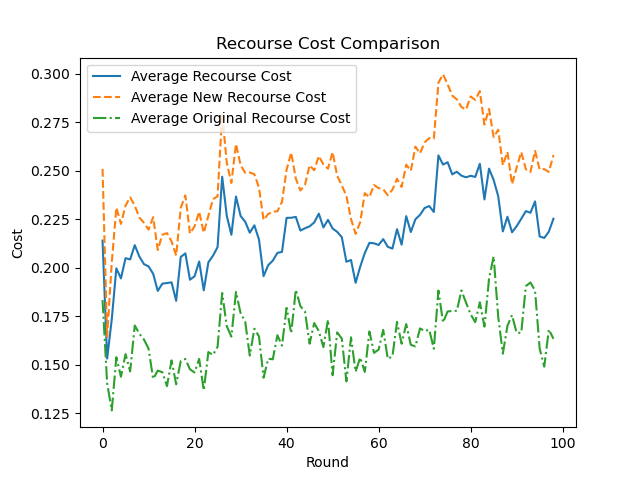 Recourse Cost Comparison
Average Recourse Cost
Average New Recourse Cost
Average Original Recourse Cost
Cost
0.300
0.275
0.250
0.225
0.200
0.175
0.150
0.125
0 20 40 60 80 100
Round